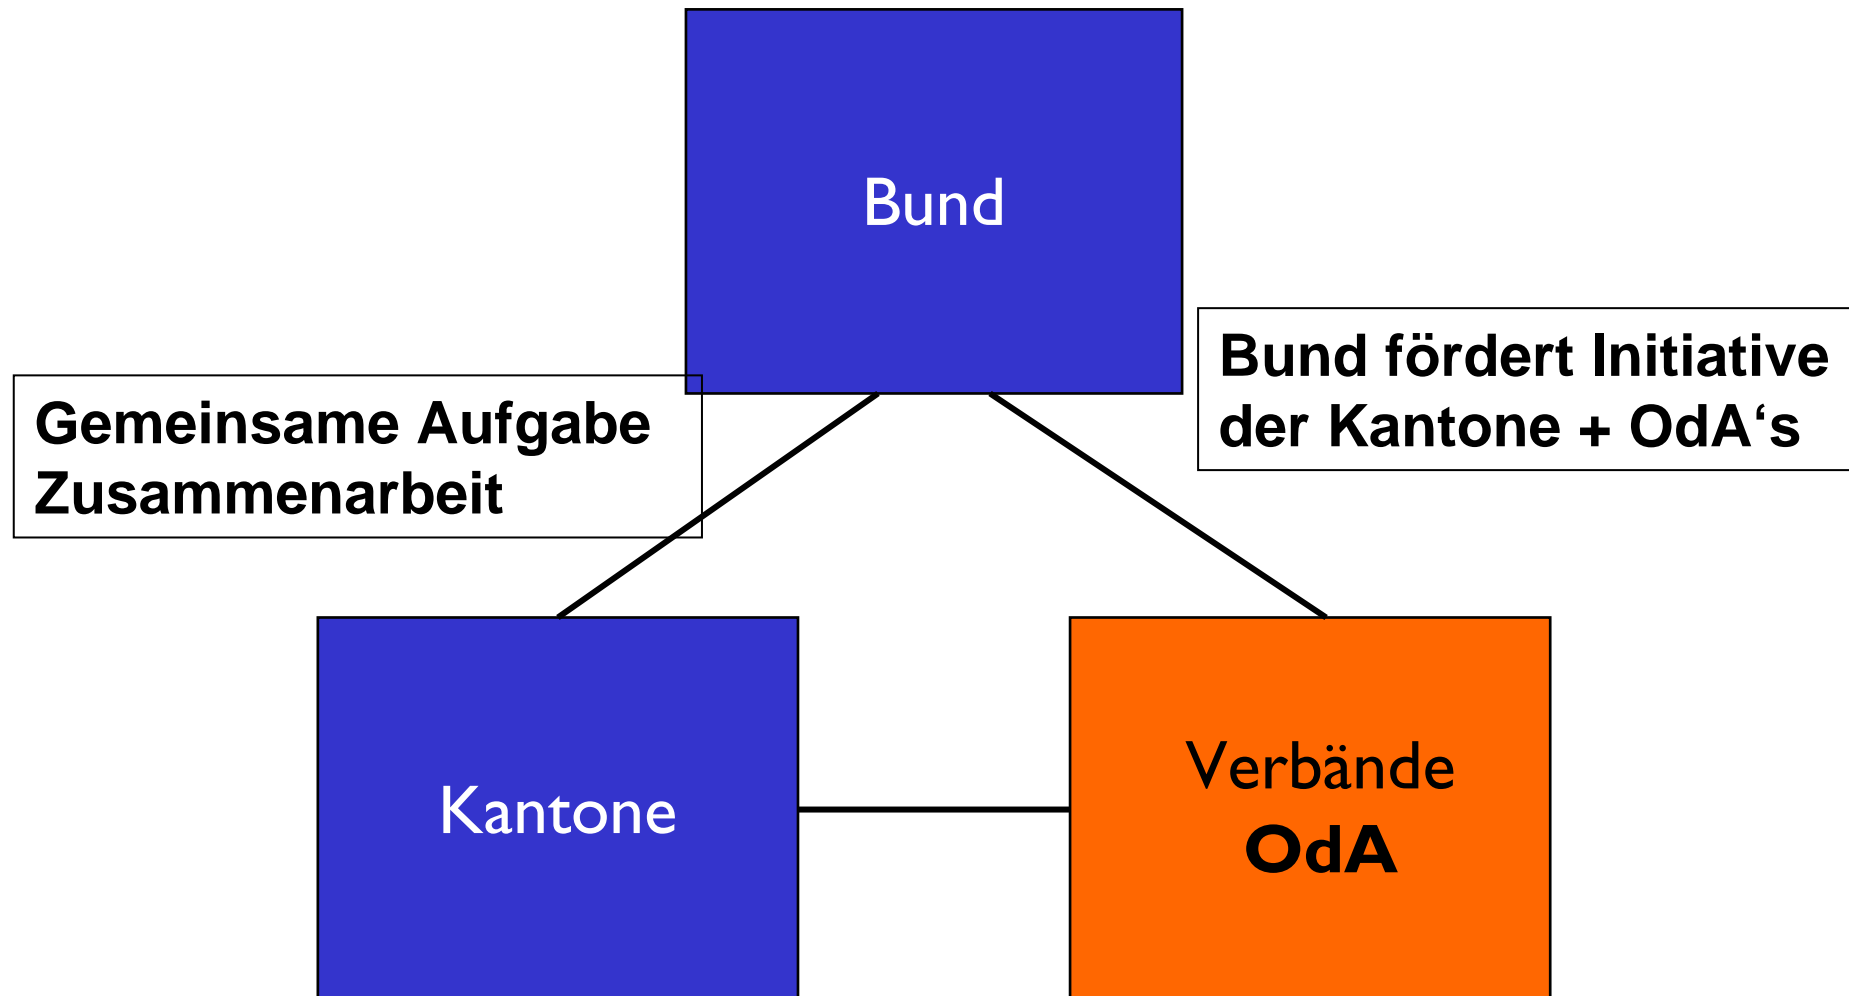 Bund
Bund fördert Initiative
der Kantone + OdA‘s
Gemeinsame Aufgabe
Zusammenarbeit
Kantone
Verbände
OdA